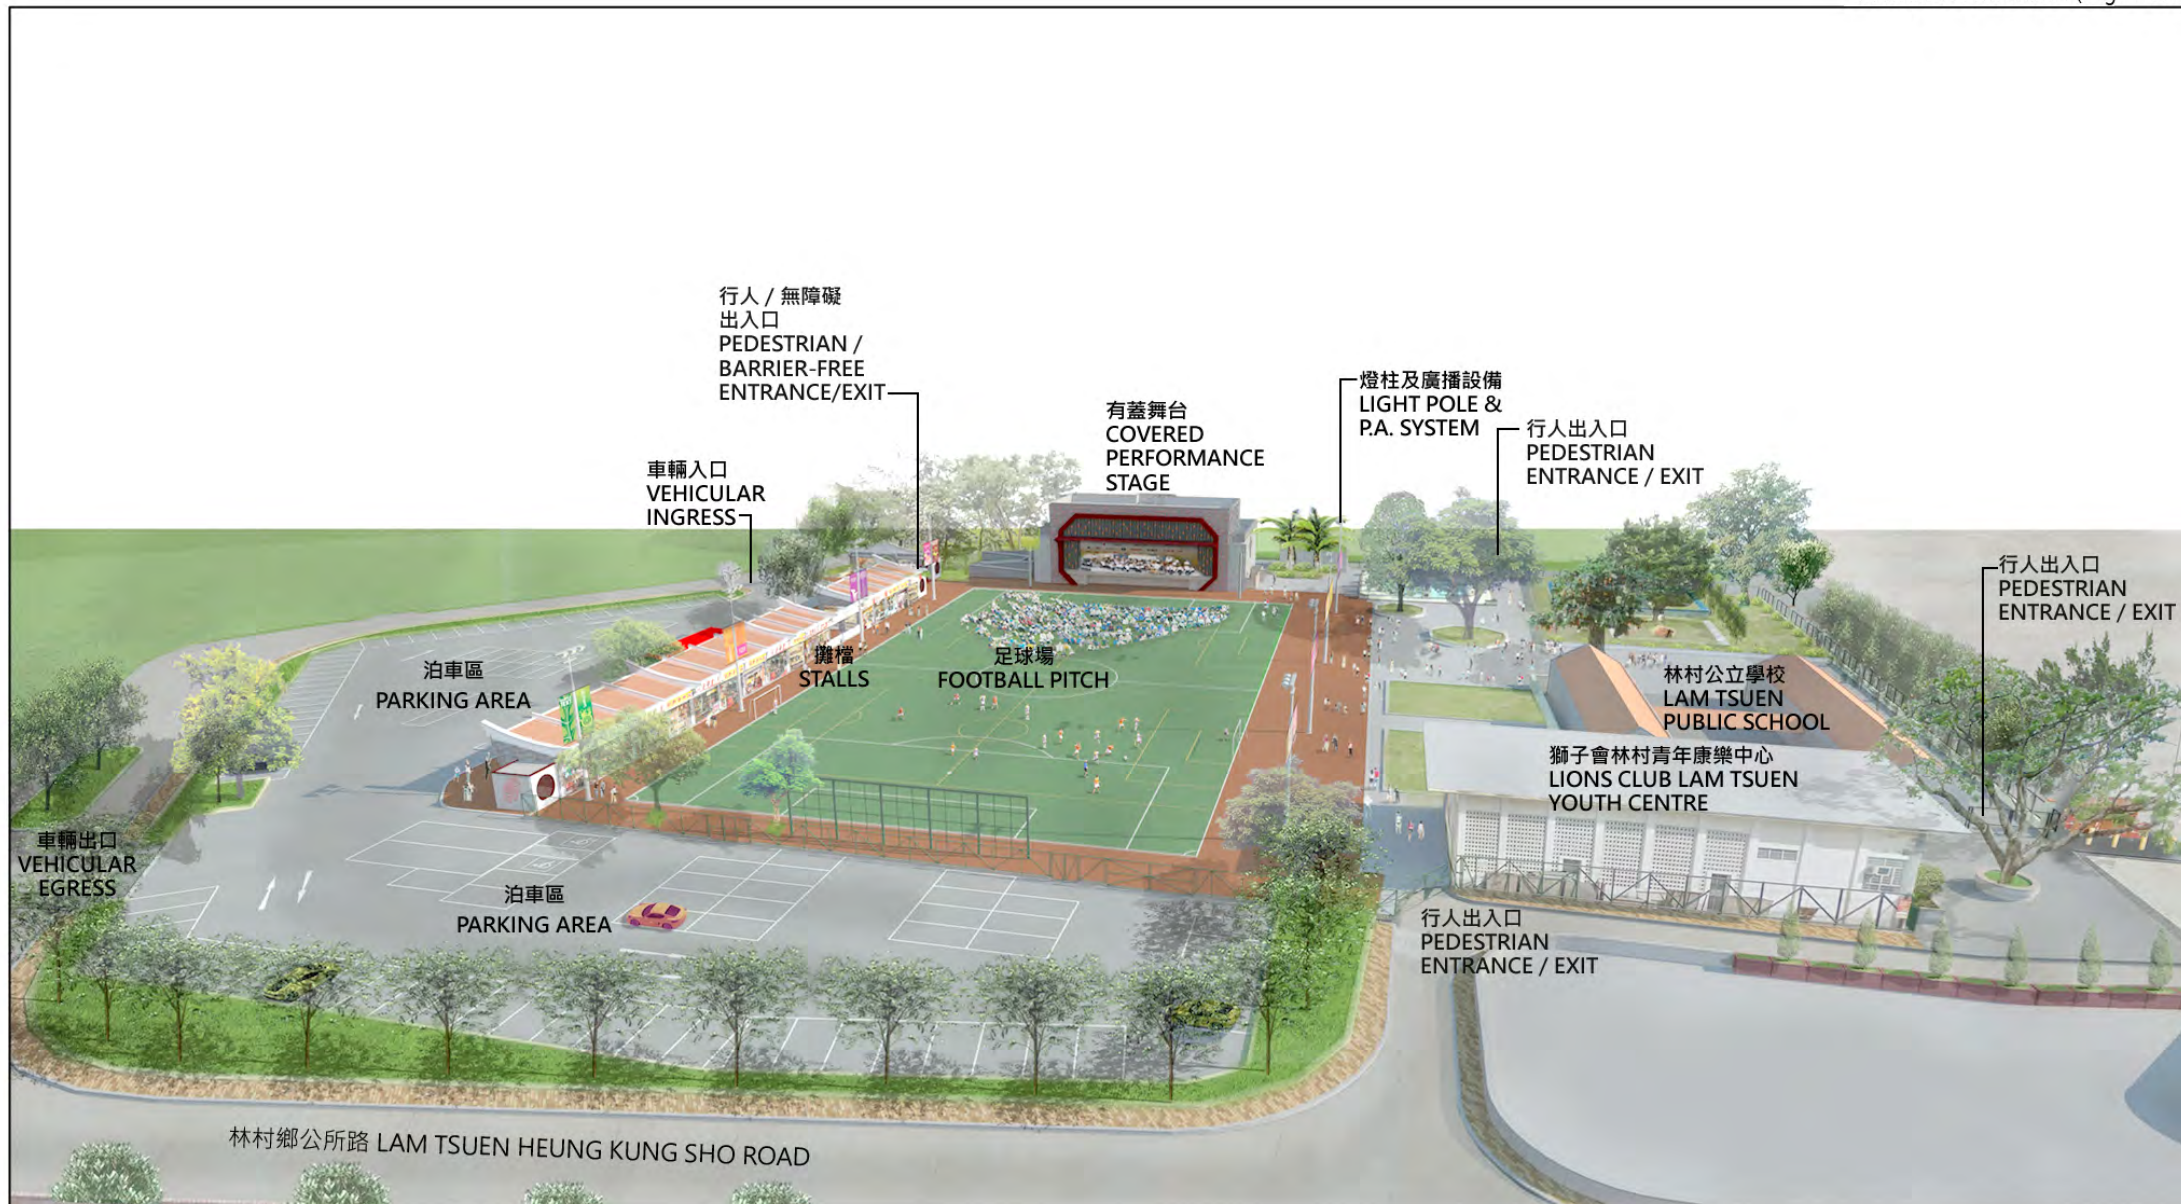 行人 / 無障礙
出入口
PEDESTRIAN /
BARRIER-FREE
ENTRANCE/EXIT
燈柱及廣播設備
LIGHT POLE &
P.A. SYSTEM
有蓋舞台
COVERED
PERFORMANCE
STAGE
行人出入口
PEDESTRIAN
ENTRANCE / EXIT
車輛入口
VEHICULAR
INGRESS
行人出入口
PEDESTRIAN
ENTRANCE / EXIT
泊車區
PARKING AREA
攤檔
STALLS
足球場
FOOTBALL PITCH
林村公立學校
LAM TSUEN
PUBLIC SCHOOL
獅子會林村青年康樂中心
LIONS CLUB LAM TSUEN
YOUTH CENTRE
車輛出口
VEHICULAR
EGRESS
泊車區
PARKING AREA
行人出入口
PEDESTRIAN
ENTRANCE / EXIT
林村鄉公所路 LAM TSUEN HEUNG KUNG SHO ROAD